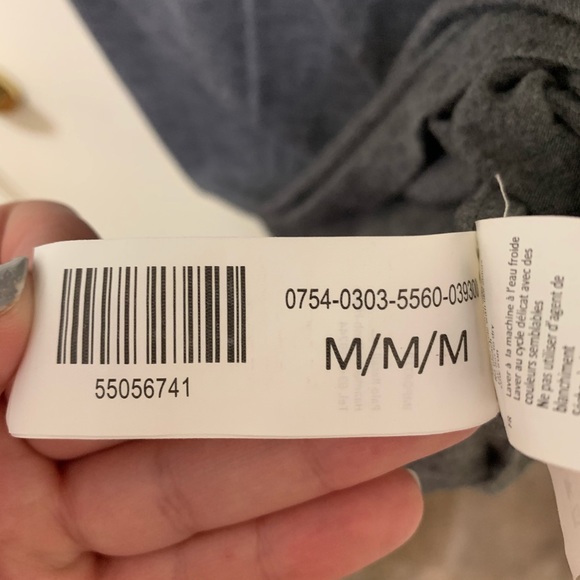 0754-0303-5560-03930
M/M/M
55056741
Laver à la machine à l'eau froide
Laver au cycle délicat avec des
couleurs semblables
Ne pas utiliser d'agent de
blanchiment